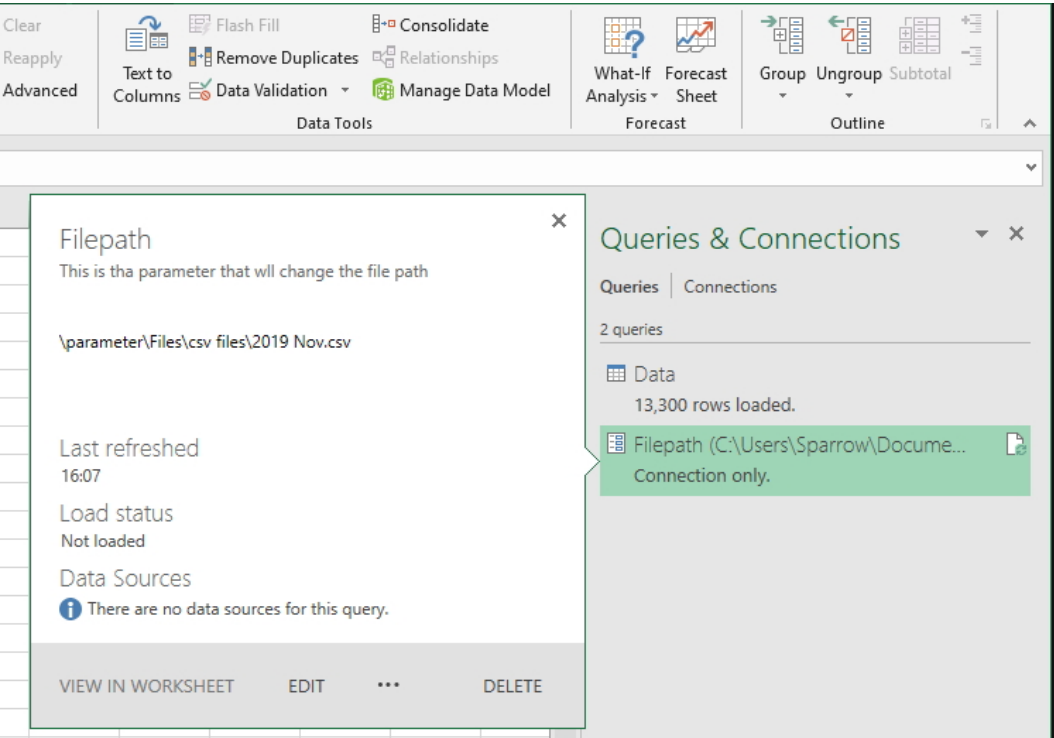 Clear
Reapply
Advanced
Text to
Columns
Flash Fill
Remove Duplicates
Data Validation
Consolidate
Relationships
Manage Data Model
Data Tools
What-If
Analysis
Forecast
Sheet
Forecast
Group
Ungroup
Subtotal
Outline
Filepath
This is tha parameter that wll change the file path
\parameter\Files\csv files\2019 Nov.csv
Last refreshed
16:07
Load status
Not loaded
Data Sources
There are no data sources for this query.
VIEW IN WORKSHEET EDIT ••• DELETE
Queries & Connections
Queries | Connections
2 queries
Data
13,300 rows loaded.
Filepath (C:\Users\Sparrow\Docume...
Connection only.